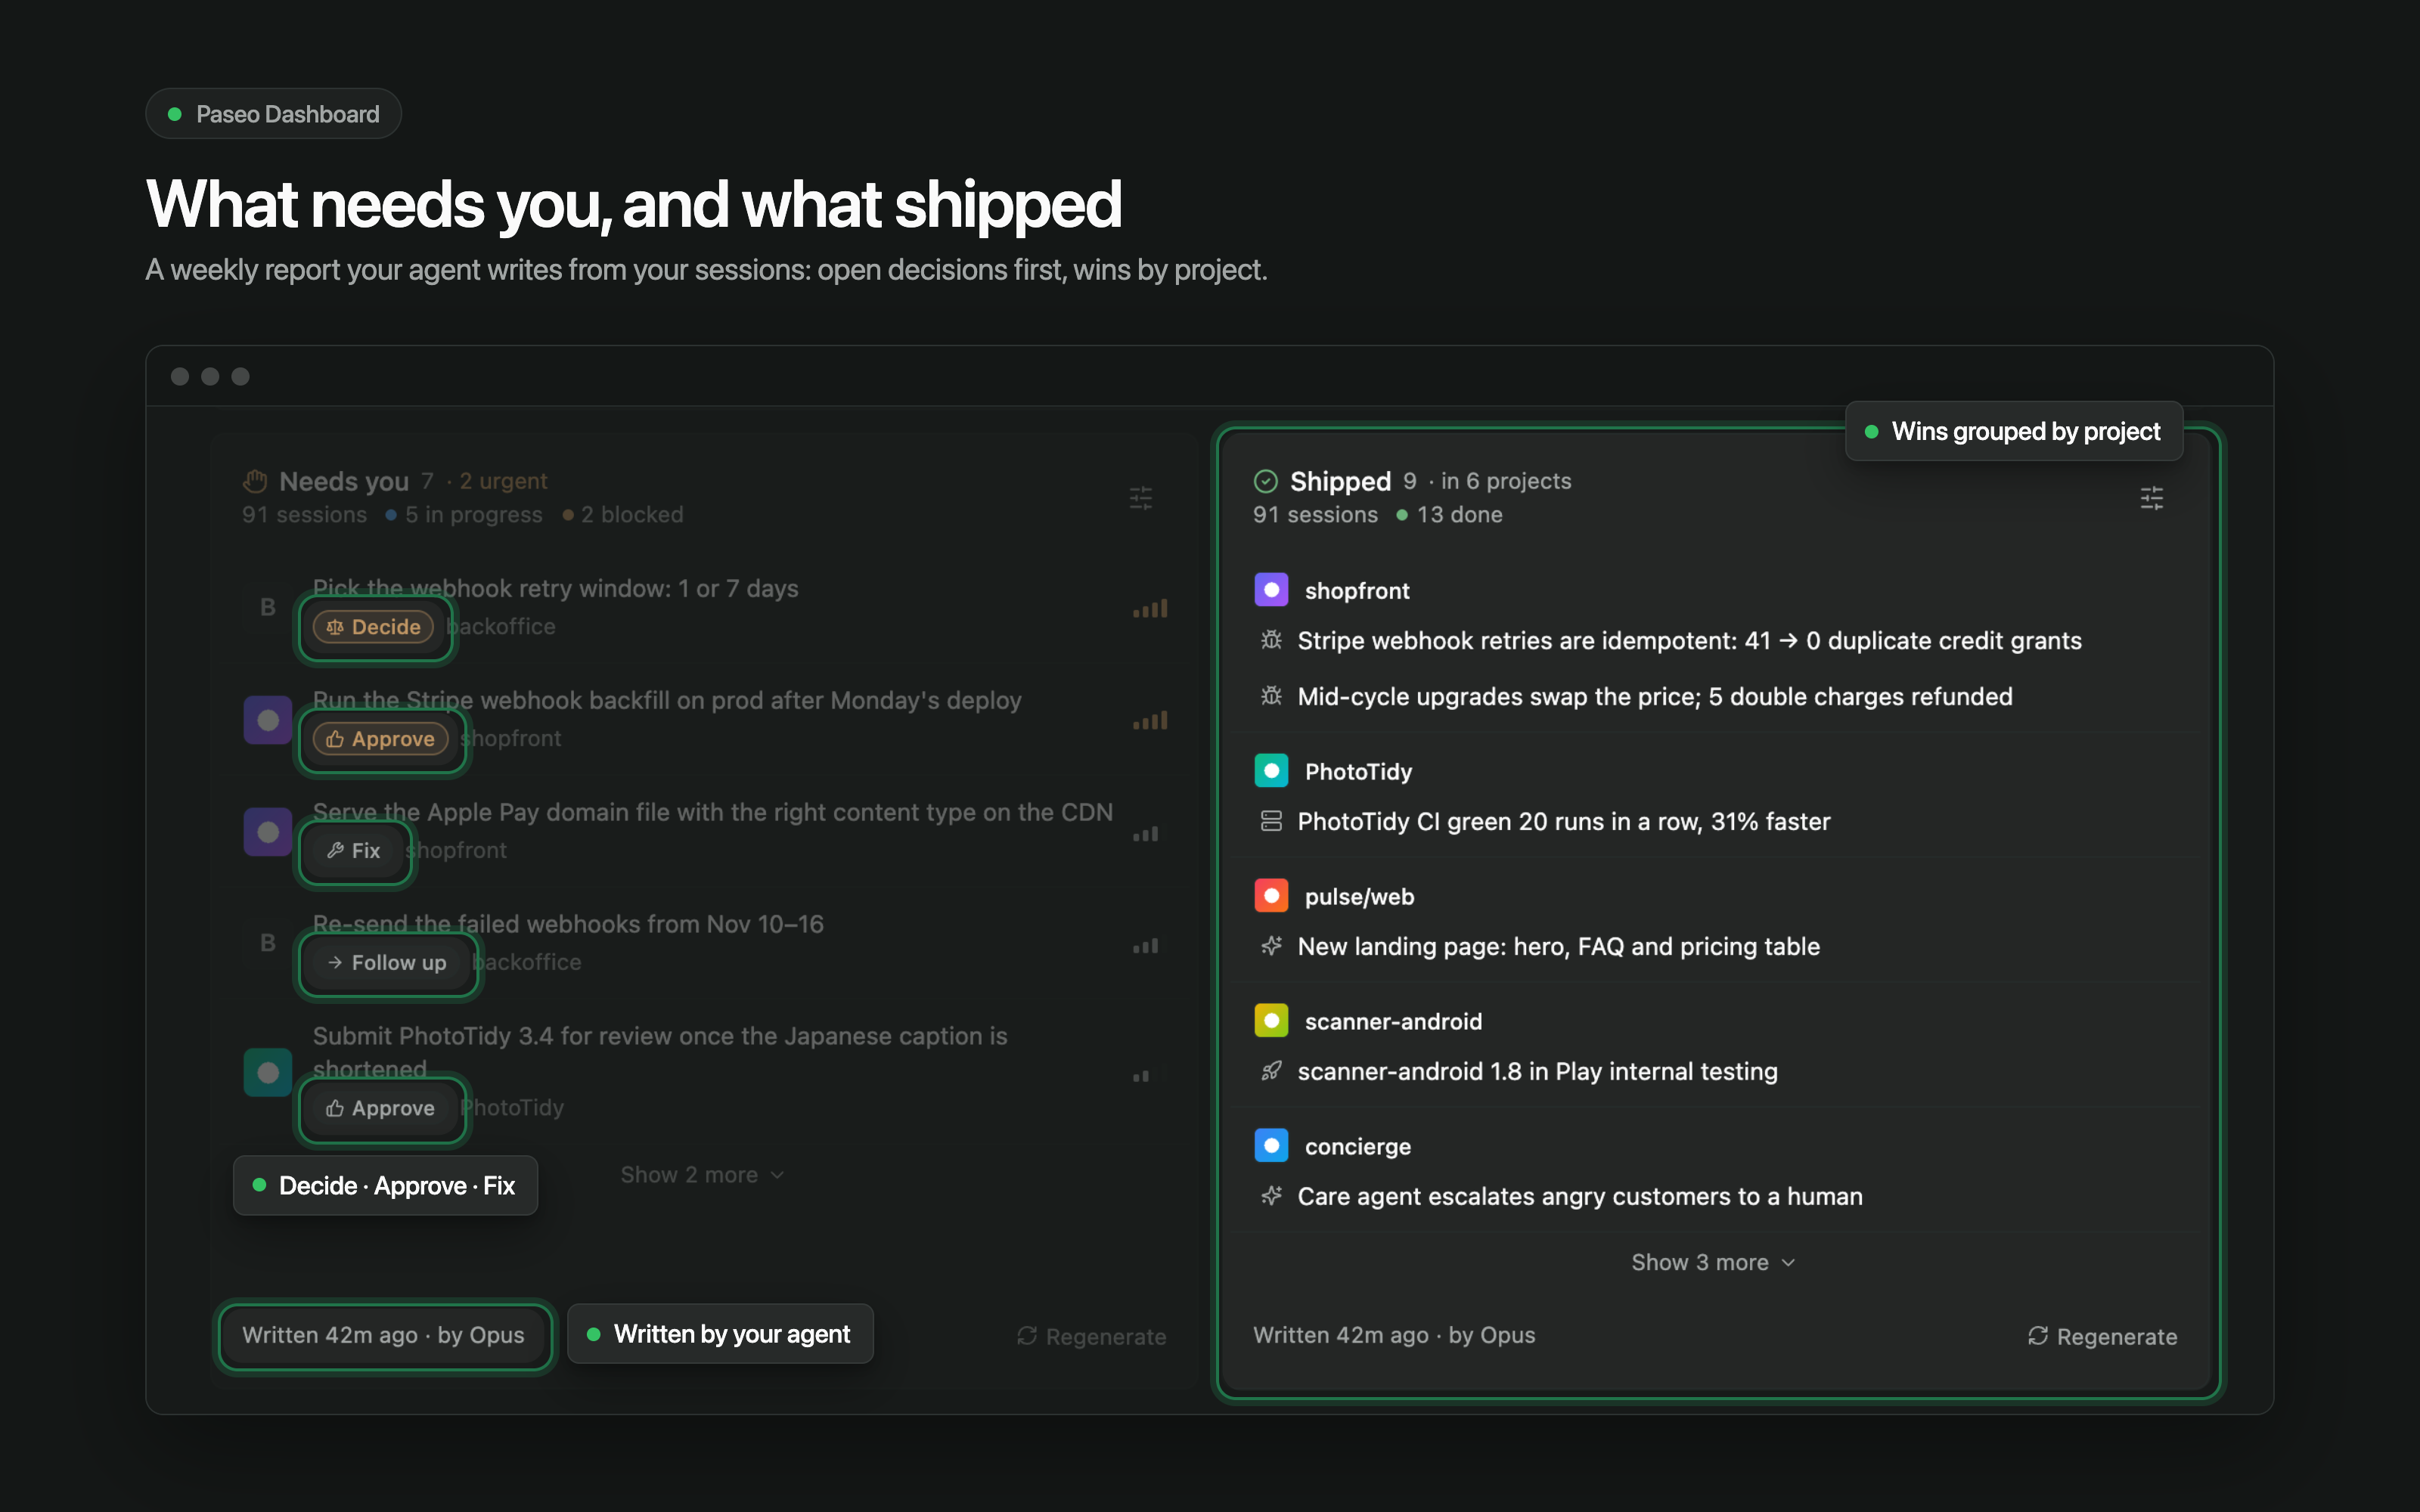 Paseo Dashboard
What needs you, and what shipped
A weekly report your agent writes from your sessions: open decisions first, wins by project.
Needs you 7 · 2 urgent
91 sessions 5 in progress 2 blocked
B
Pick the webhook retry window: 1 or 7 days
Decide backoffice
Run the Stripe webhook backfill on prod after Monday's deploy
Approve shopfront
Serve the Apple Pay domain file with the right content type on the CDN
Fix shopfront
B
Re-send the failed webhooks from Nov 10–16
Follow up backoffice
Submit PhotoTidy 3.4 for review once the Japanese caption is
shortened
Approve PhotoTidy
Decide · Approve · Fix
Show 2 more
Written 42m ago · by Opus
Written by your agent
Regenerate
Wins grouped by project
Shipped 9 · in 6 projects
91 sessions 13 done
shopfront
Stripe webhook retries are idempotent: 41 → 0 duplicate credit grants
Mid-cycle upgrades swap the price; 5 double charges refunded
PhotoTidy
PhotoTidy CI green 20 runs in a row, 31% faster
pulse/web
New landing page: hero, FAQ and pricing table
scanner-android
scanner-android 1.8 in Play internal testing
concierge
Care agent escalates angry customers to a human
Show 3 more
Written 42m ago · by Opus
Regenerate